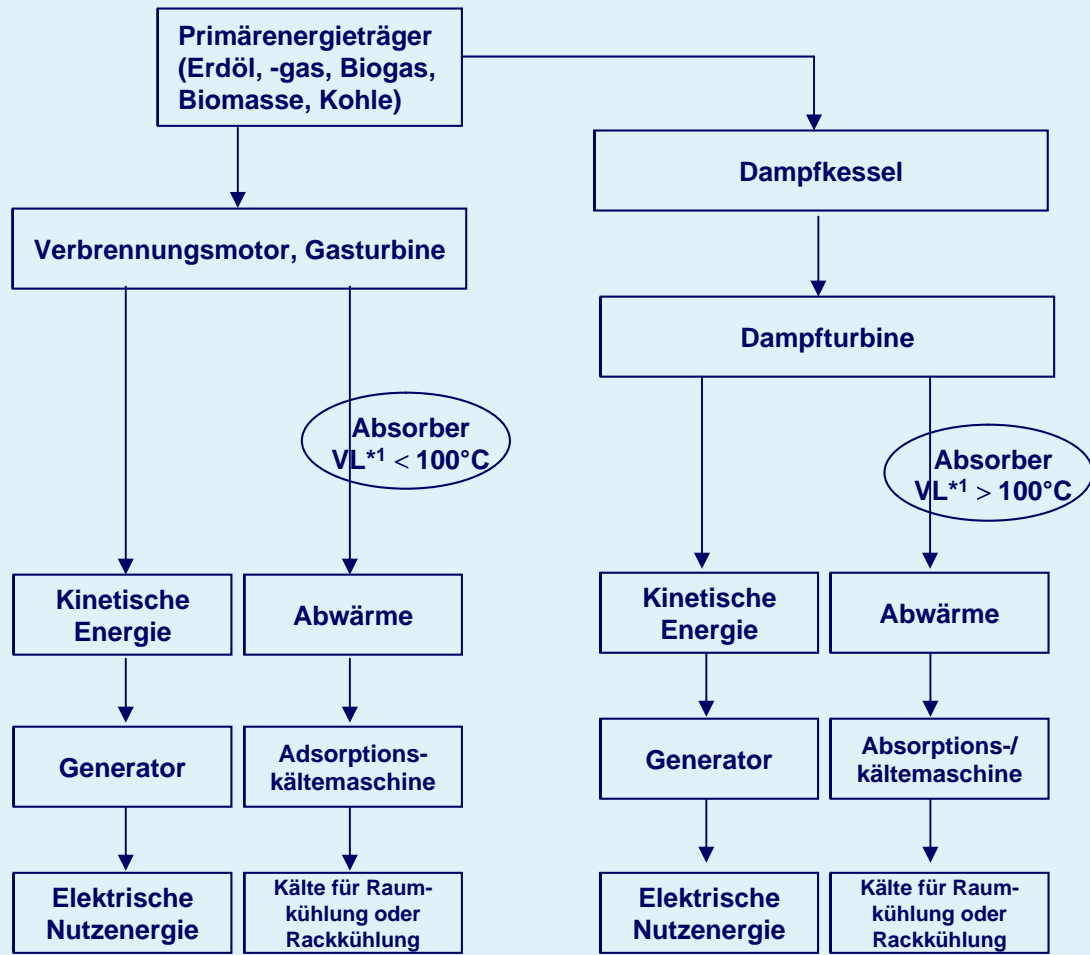 Primärenergieträger
(Erdöl, -gas, Biogas,
Biomasse, Kohle)
Dampfkessel
Verbrennungsmotor, Gasturbine
Dampfturbine
Absorber
VL*1 < 100°C
Absorber
VL*1 > 100°C
Kinetische
Energie
Abwärme
Kinetische
Energie
Abwärme
Generator
Adsorptions-
kältemaschine
Generator
Absorptions-/
kältemaschine
Elektrische
Nutzenergie
Kälte für Raum-
kühlung oder
Rackkühlung
Elektrische
Nutzenergie
Kälte für Raum-
kühlung oder
Rackkühlung